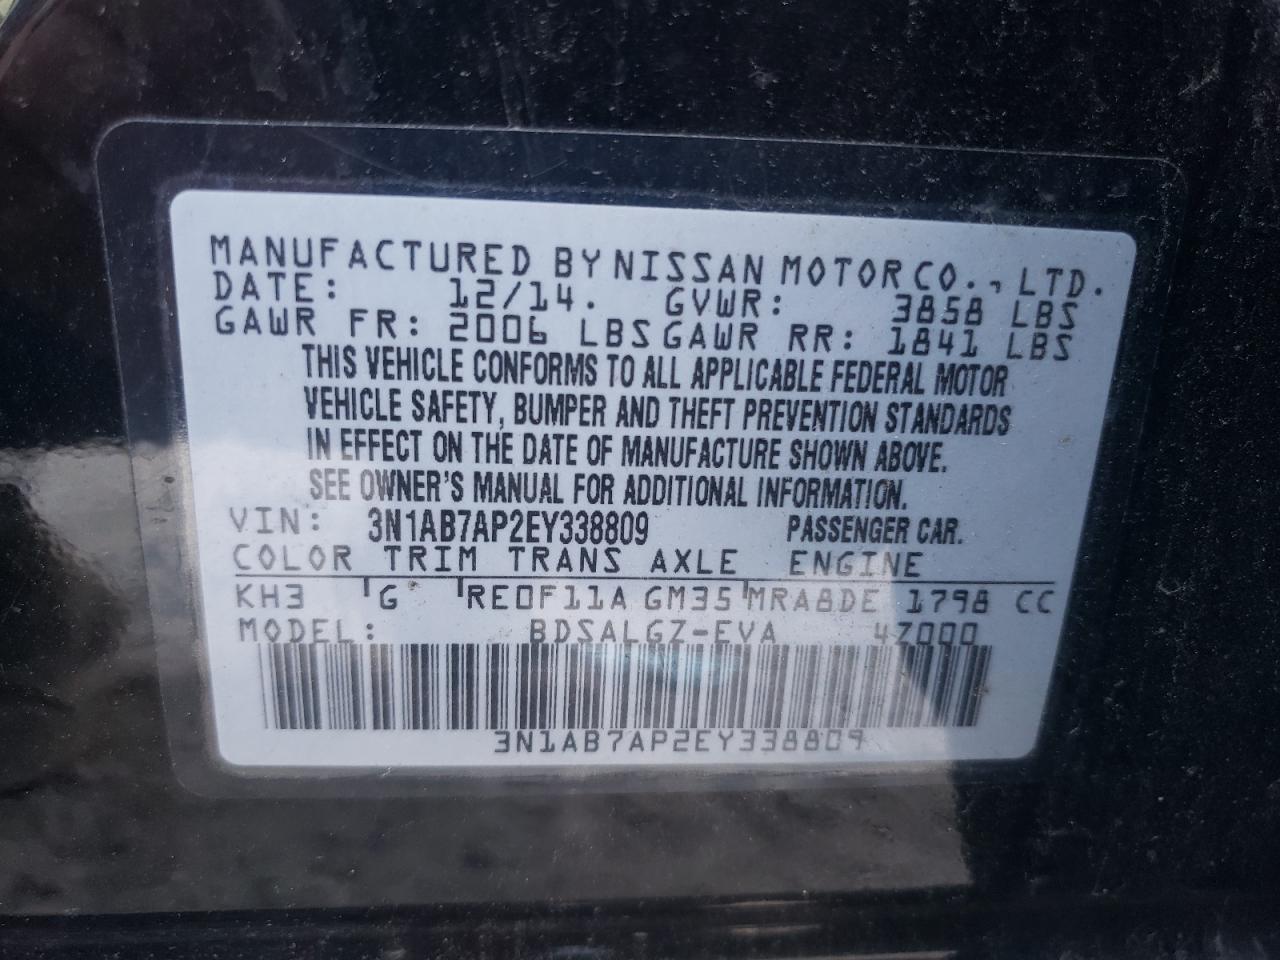 MANUFACTURED BY NISSAN MOTOR CO., LTD.
DATE: 12/14. GVWR: 3858 LBS
GAWR FR: 2006 LBS GAWR RR: 1841 LBS
THIS VEHICLE CONFORMS TO ALL APPLICABLE FEDERAL MOTOR
VEHICLE SAFETY, BUMPER AND THEFT PREVENTION STANDARDS
IN EFFECT ON THE DATE OF MANUFACTURE SHOWN ABOVE.
SEE OWNER'S MANUAL FOR ADDITIONAL INFORMATION.
VIN: 3N1AB7AP2EY338809 PASSENGER CAR.
COLOR TRIM TRANS AXLE ENGINE
KH3 G RE0F11A GM35 MRA8DE 1798 CC
MODEL: BDSALGZ-EVA 4Z000
3N1AB7AP2EY338809